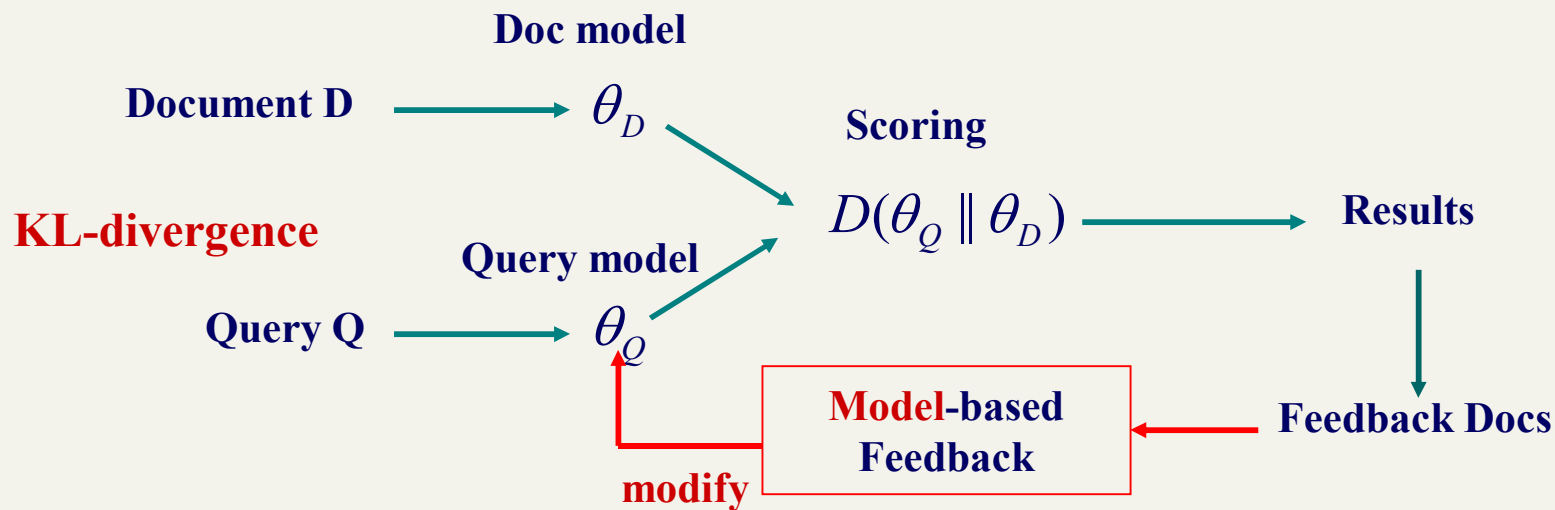 Doc model
Document D
θ_D
Scoring
KL-divergence
D(θ_Q || θ_D)
Results
Query model
Query Q
θ_Q
Model-based
Feedback
Feedback Docs
modify